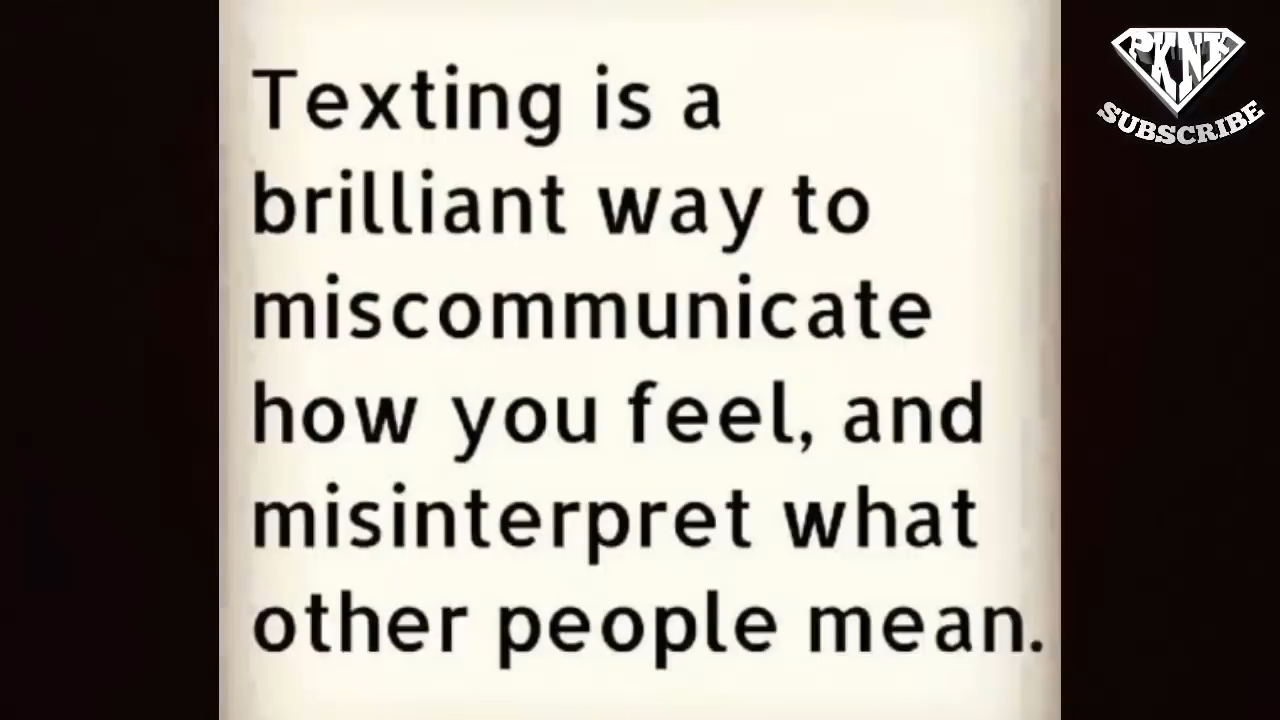 Texting is a
brilliant way to
miscommunicate
how you feel, and
misinterpret what
other people mean.
PKNK
SUBSCRIBE